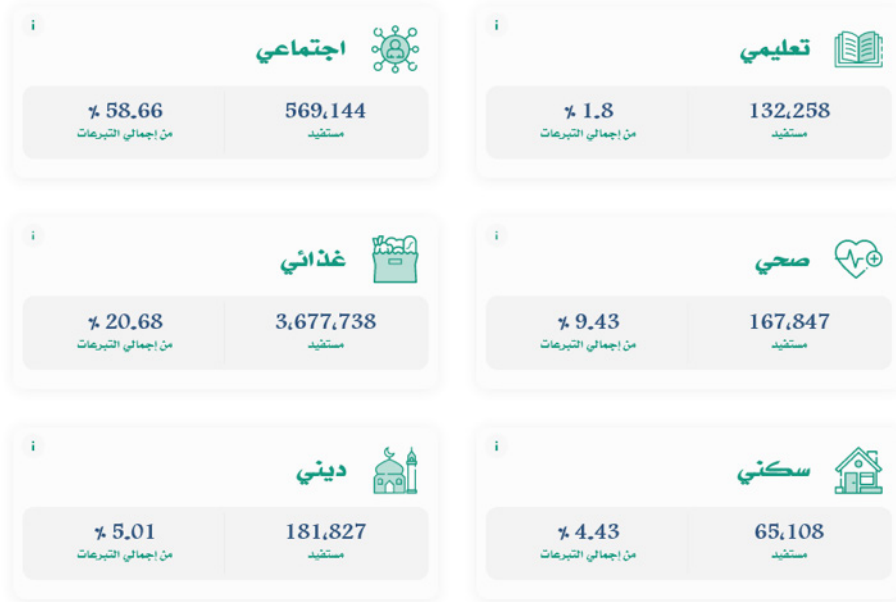 تعليمي
132,258
مستفيد
% 1.8
من إجمالي التبرعات
اجتماعي
569,144
مستفيد
% 58.66
من إجمالي التبرعات
صحي
167,847
مستفيد
% 9.43
من إجمالي التبرعات
غذائي
3,677,738
مستفيد
% 20.68
من إجمالي التبرعات
سكني
65,108
مستفيد
% 4.43
من إجمالي التبرعات
ديني
181,827
مستفيد
% 5.01
من إجمالي التبرعات